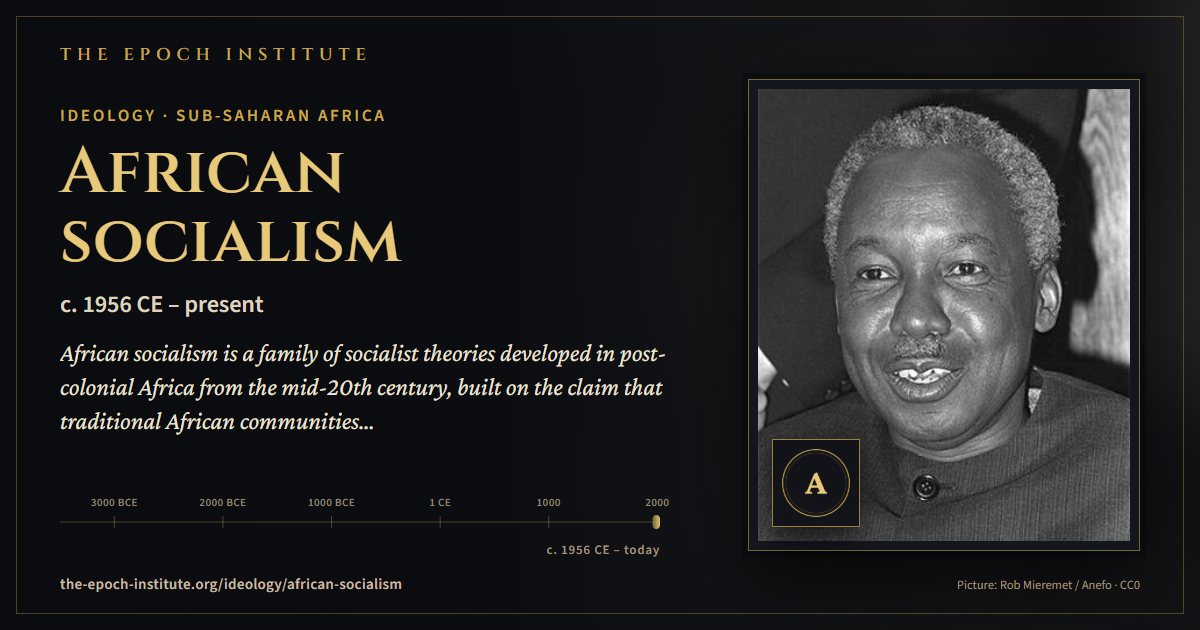 THE EPOCH INSTITUTE
IDEOLOGY · SUB-SAHARAN AFRICA
AFRICAN
SOCIALISM
c. 1956 CE – present
African socialism is a family of socialist theories developed in post-
colonial Africa from the mid-20th century, built on the claim that
traditional African communities...
3000 BCE 2000 BCE 1000 BCE 1 CE 1000 2000
c. 1956 CE – today
the-epoch-institute.org/ideology/african-socialism
A
Picture: Rob Mieremet / Anefo · CC0